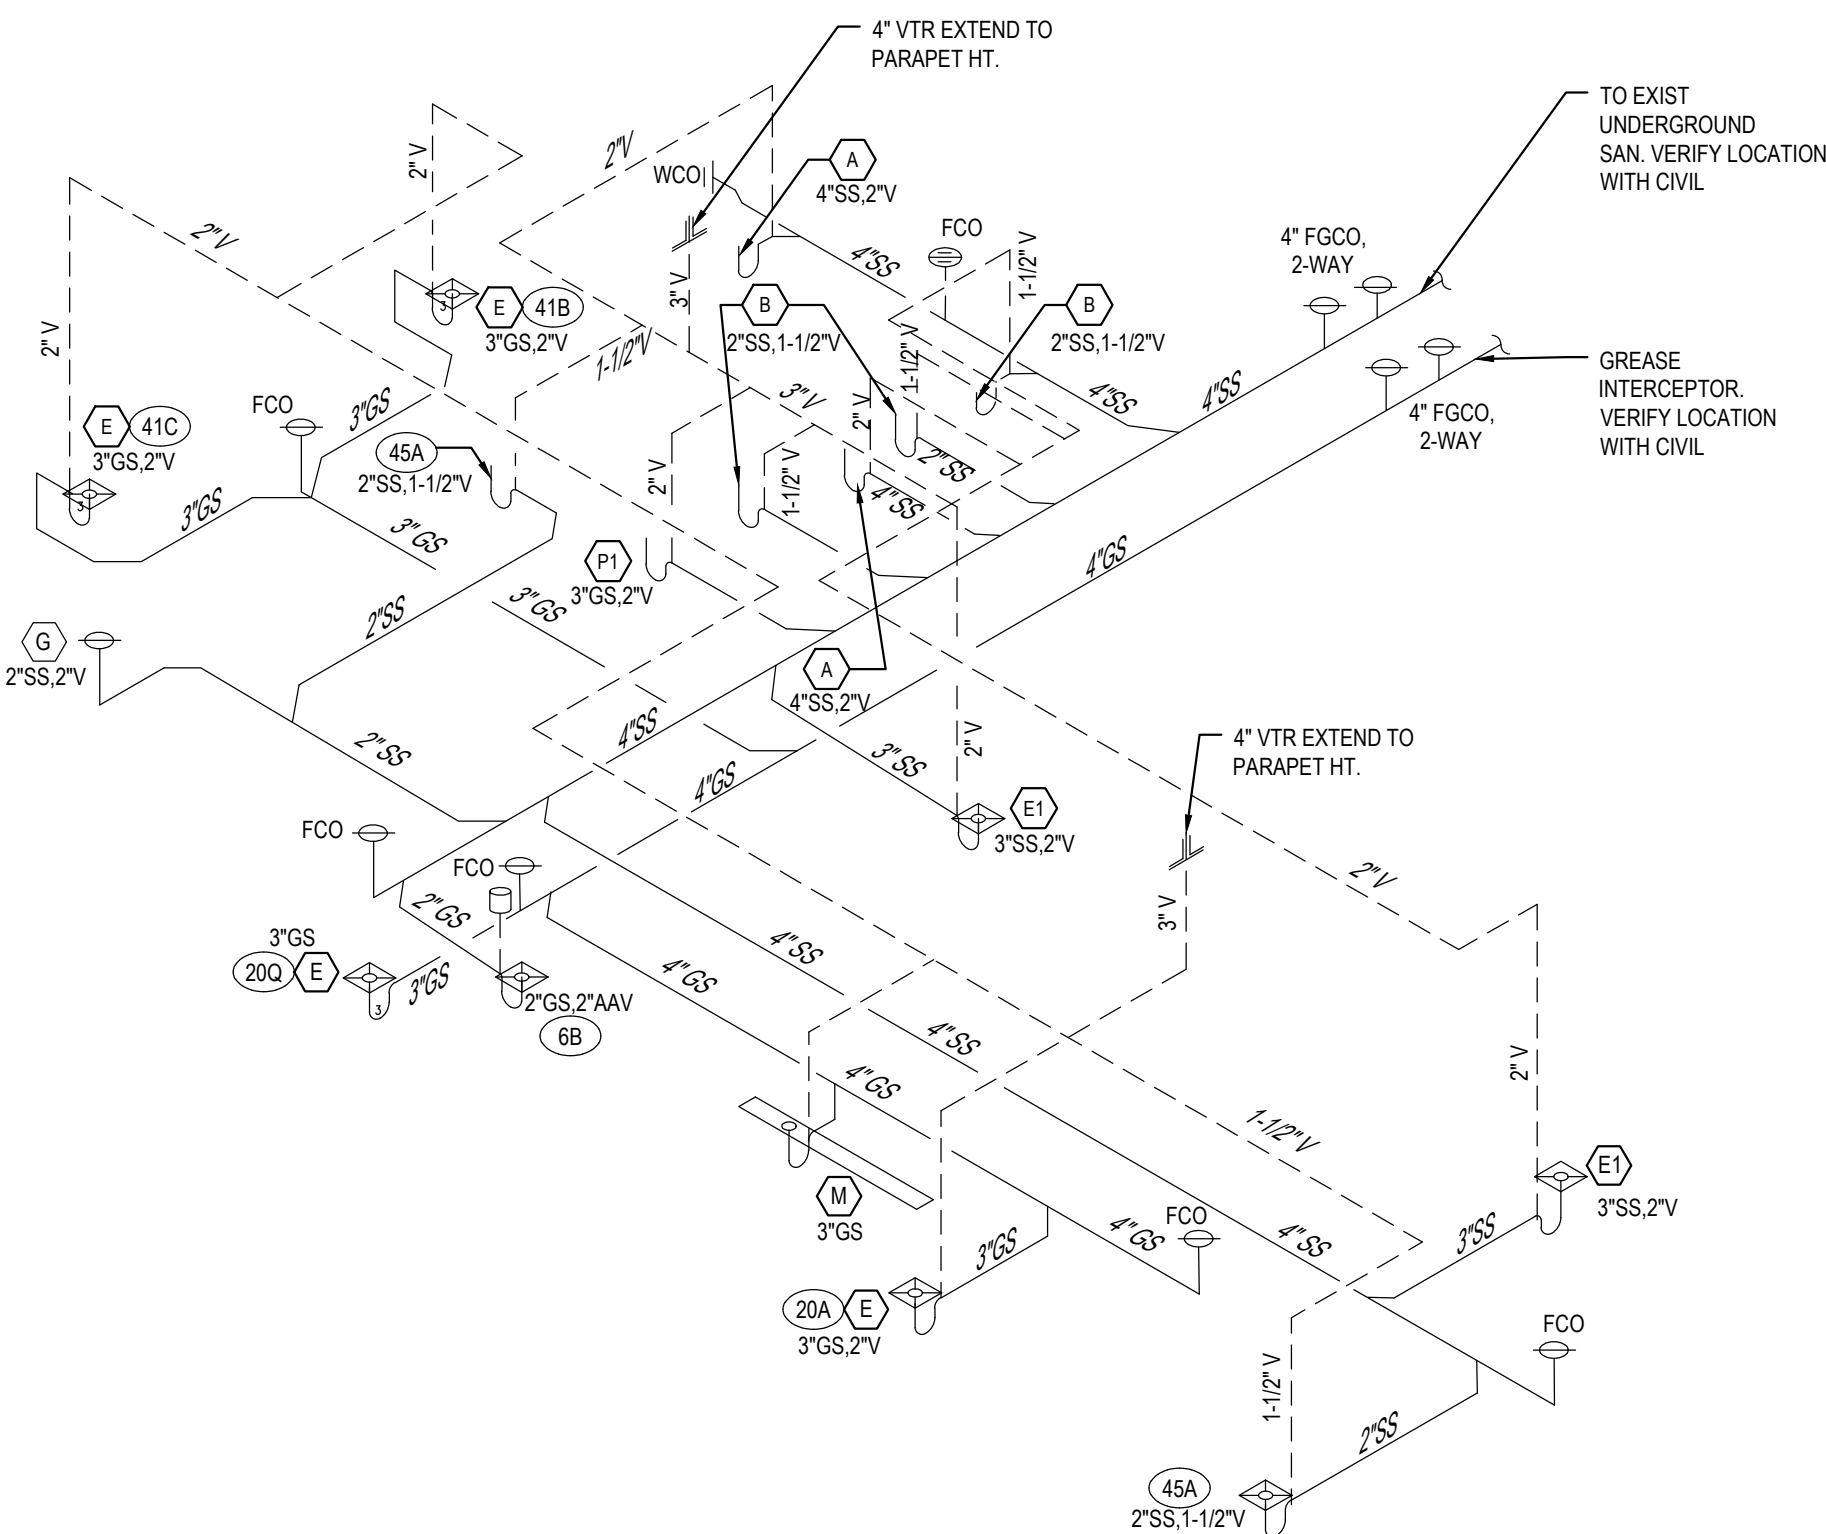 4" VTR EXTEND TO
PARAPET HT.
TO EXIST
UNDERGROUND
SAN. VERIFY LOCATION
WITH CIVIL
2"V
2" V
WCO
A
4"SS,2"V
FCO
4" FGCO,
2-WAY
2"V
3" V
4"SS
1-1/2" V
E
41B
3"GS,2"V
B
2"SS,1-1/2"V
B
2"SS,1-1/2"V
2" V
1-1/2"V
1-1/2" V
GREASE
INTERCEPTOR.
VERIFY LOCATION
WITH CIVIL
4"SS
4"SS
3"V
2" V
4" FGCO,
2-WAY
3"GS
FCO
E
41C
3"GS,2"V
45A
2"SS,1-1/2"V
2" V
1-1/2" V
2"SS
4"SS
3
3
3"GS
3"GS
4"GS
P1
3"GS,2"V
3"GS
2"SS
G
2"SS,2"V
A
4"SS,2"V
2"SS
4"SS
3"SS
2" V
4" VTR EXTEND TO
PARAPET HT.
4"GS
E1
3"SS,2"V
FCO
FCO
2"V
2"GS
3" V
3"GS
20Q
E
3"GS
3
2"GS,2"AAV
6B
4"SS
4"GS
4"SS
2" V
4"GS
1-1/2"V
M
3"GS
E1
3"SS,2"V
FCO
4"GS
3"GS
4"SS
3"SS
20A
E
3"GS,2"V
FCO
1-1/2" V
2"SS
45A
2"SS,1-1/2"V